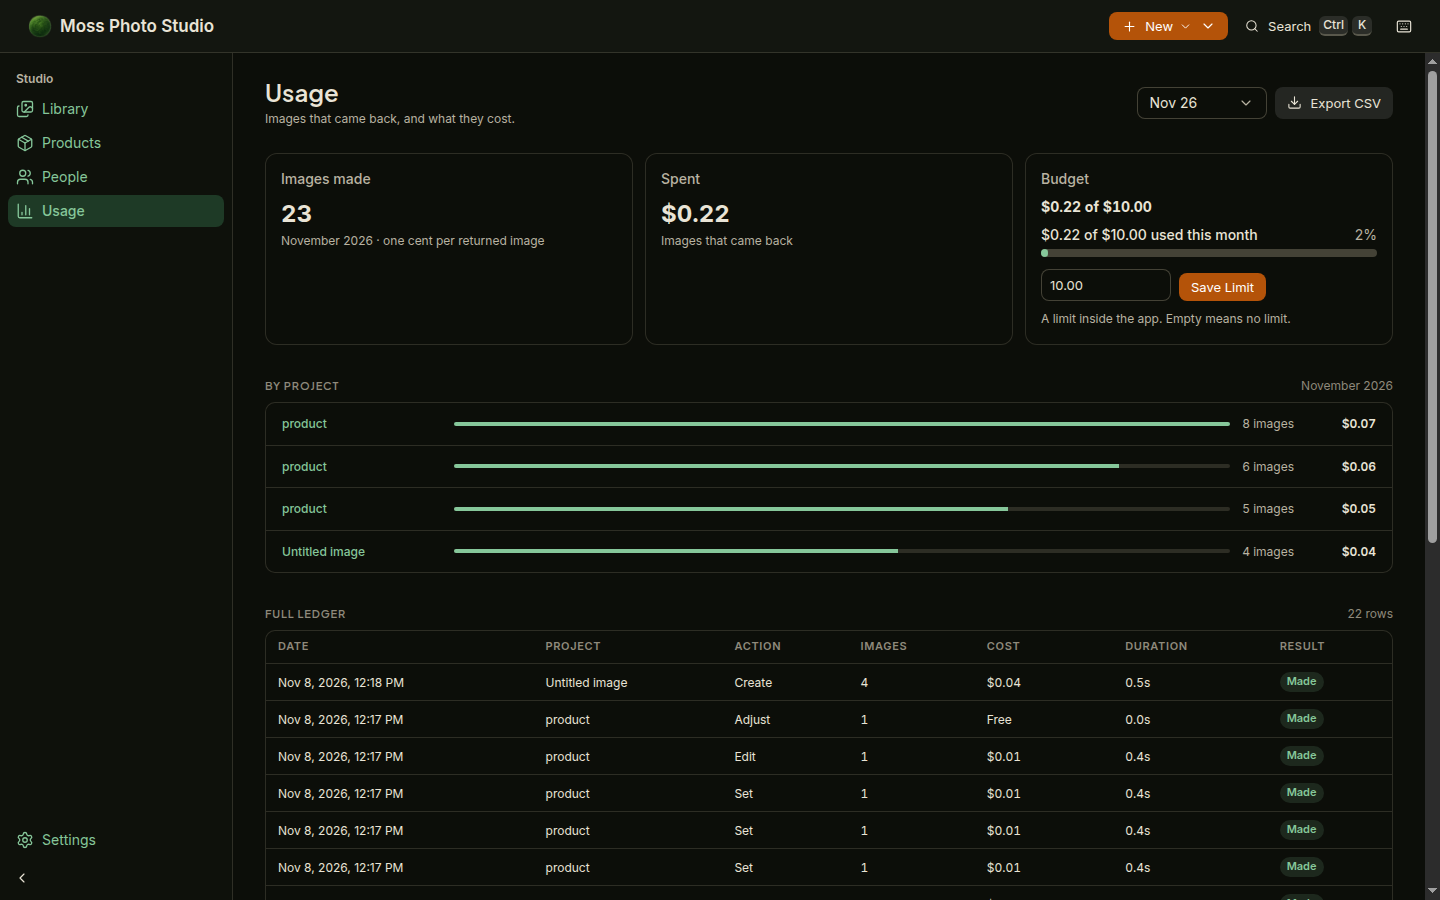 Moss Photo Studio
New
Search Ctrl K
Studio
Library
Products
People
Usage
Settings
Usage
Images that came back, and what they cost.
Nov 26
Export CSV
Images made
23
November 2026 · one cent per returned image
Spent
$0.22
Images that came back
Budget
$0.22 of $10.00
$0.22 of $10.00 used this month 2%
10.00
Save Limit
A limit inside the app. Empty means no limit.
BY PROJECT November 2026
product 8 images $0.07
product 6 images $0.06
product 5 images $0.05
Untitled image 4 images $0.04
FULL LEDGER 22 rows
DATE PROJECT ACTION IMAGES COST DURATION RESULT
Nov 8, 2026, 12:18 PM Untitled image Create 4 $0.04 0.5s Made
Nov 8, 2026, 12:17 PM product Adjust 1 Free 0.0s Made
Nov 8, 2026, 12:17 PM product Edit 1 $0.01 0.4s Made
Nov 8, 2026, 12:17 PM product Set 1 $0.01 0.4s Made
Nov 8, 2026, 12:17 PM product Set 1 $0.01 0.4s Made
Nov 8, 2026, 12:17 PM product Set 1 $0.01 0.4s Made